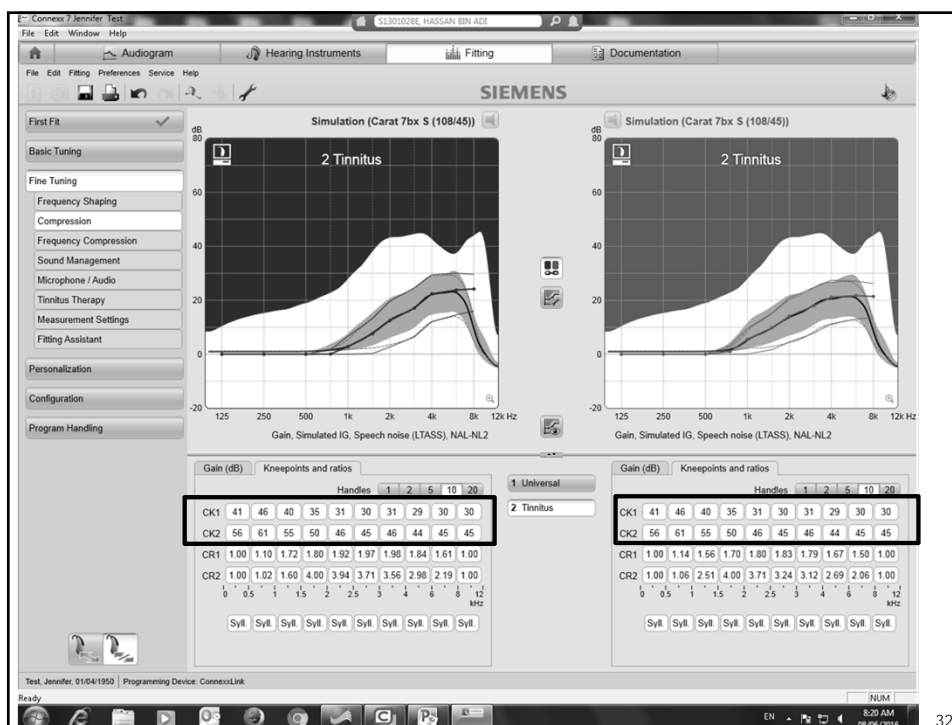 Connexx 7 Jennifer Test
S1301028E, HASSAN BIN ADI
File Edit Window Help
Audiogram Hearing Instruments Fitting Documentation
File Edit Fitting Preferences Service Help
SIEMENS
First Fit
Basic Tuning
Fine Tuning
Frequency Shaping
Compression
Frequency Compression
Sound Management
Microphone / Audio
Tinnitus Therapy
Measurement Settings
Fitting Assistant
Personalization
Configuration
Program Handling
Simulation (Carat 7bx S (108/45))
dB
80
2 Tinnitus
60
40
20
0
-20
125 250 500 1k 2k 4k 8k 12k Hz
Gain, Simulated IG, Speech noise (LTASS), NAL-NL2
Simulation (Carat 7bx S (108/45))
dB
80
2 Tinnitus
60
40
20
0
-20
125 250 500 1k 2k 4k 8k 12k Hz
Gain, Simulated IG, Speech noise (LTASS), NAL-NL2
Gain (dB) Kneepoints and ratios
Handles 1 2 5 10 20
CK1 41 46 40 35 31 30 31 29 30 30
CK2 56 61 55 50 46 45 46 44 45 45
CR1 1.00 1.10 1.72 1.80 1.92 1.97 1.98 1.84 1.61 1.00
CR2 1.00 1.02 1.60 4.00 3.94 3.71 3.56 2.98 2.19 1.00
0 0.5 1 1.5 2 2.5 3 4 6 8 12
kHz
Syll. Syll. Syll. Syll. Syll. Syll. Syll. Syll. Syll. Syll.
1 Universal
2 Tinnitus
Gain (dB) Kneepoints and ratios
Handles 1 2 5 10 20
CK1 41 46 40 35 31 30 31 29 30 30
CK2 56 61 55 50 46 45 46 44 45 45
CR1 1.00 1.14 1.56 1.70 1.80 1.83 1.79 1.67 1.50 1.00
CR2 1.00 1.06 2.51 4.00 3.71 3.24 3.12 2.69 2.06 1.00
0 0.5 1 1.5 2 2.5 3 4 6 8 12
kHz
Syll. Syll. Syll. Syll. Syll. Syll. Syll. Syll. Syll. Syll.
Test, Jennifer, 01/04/1950 Programming Device: ConnexxLink
Ready NUM
EN 8:20 AM
08/06/2016
32